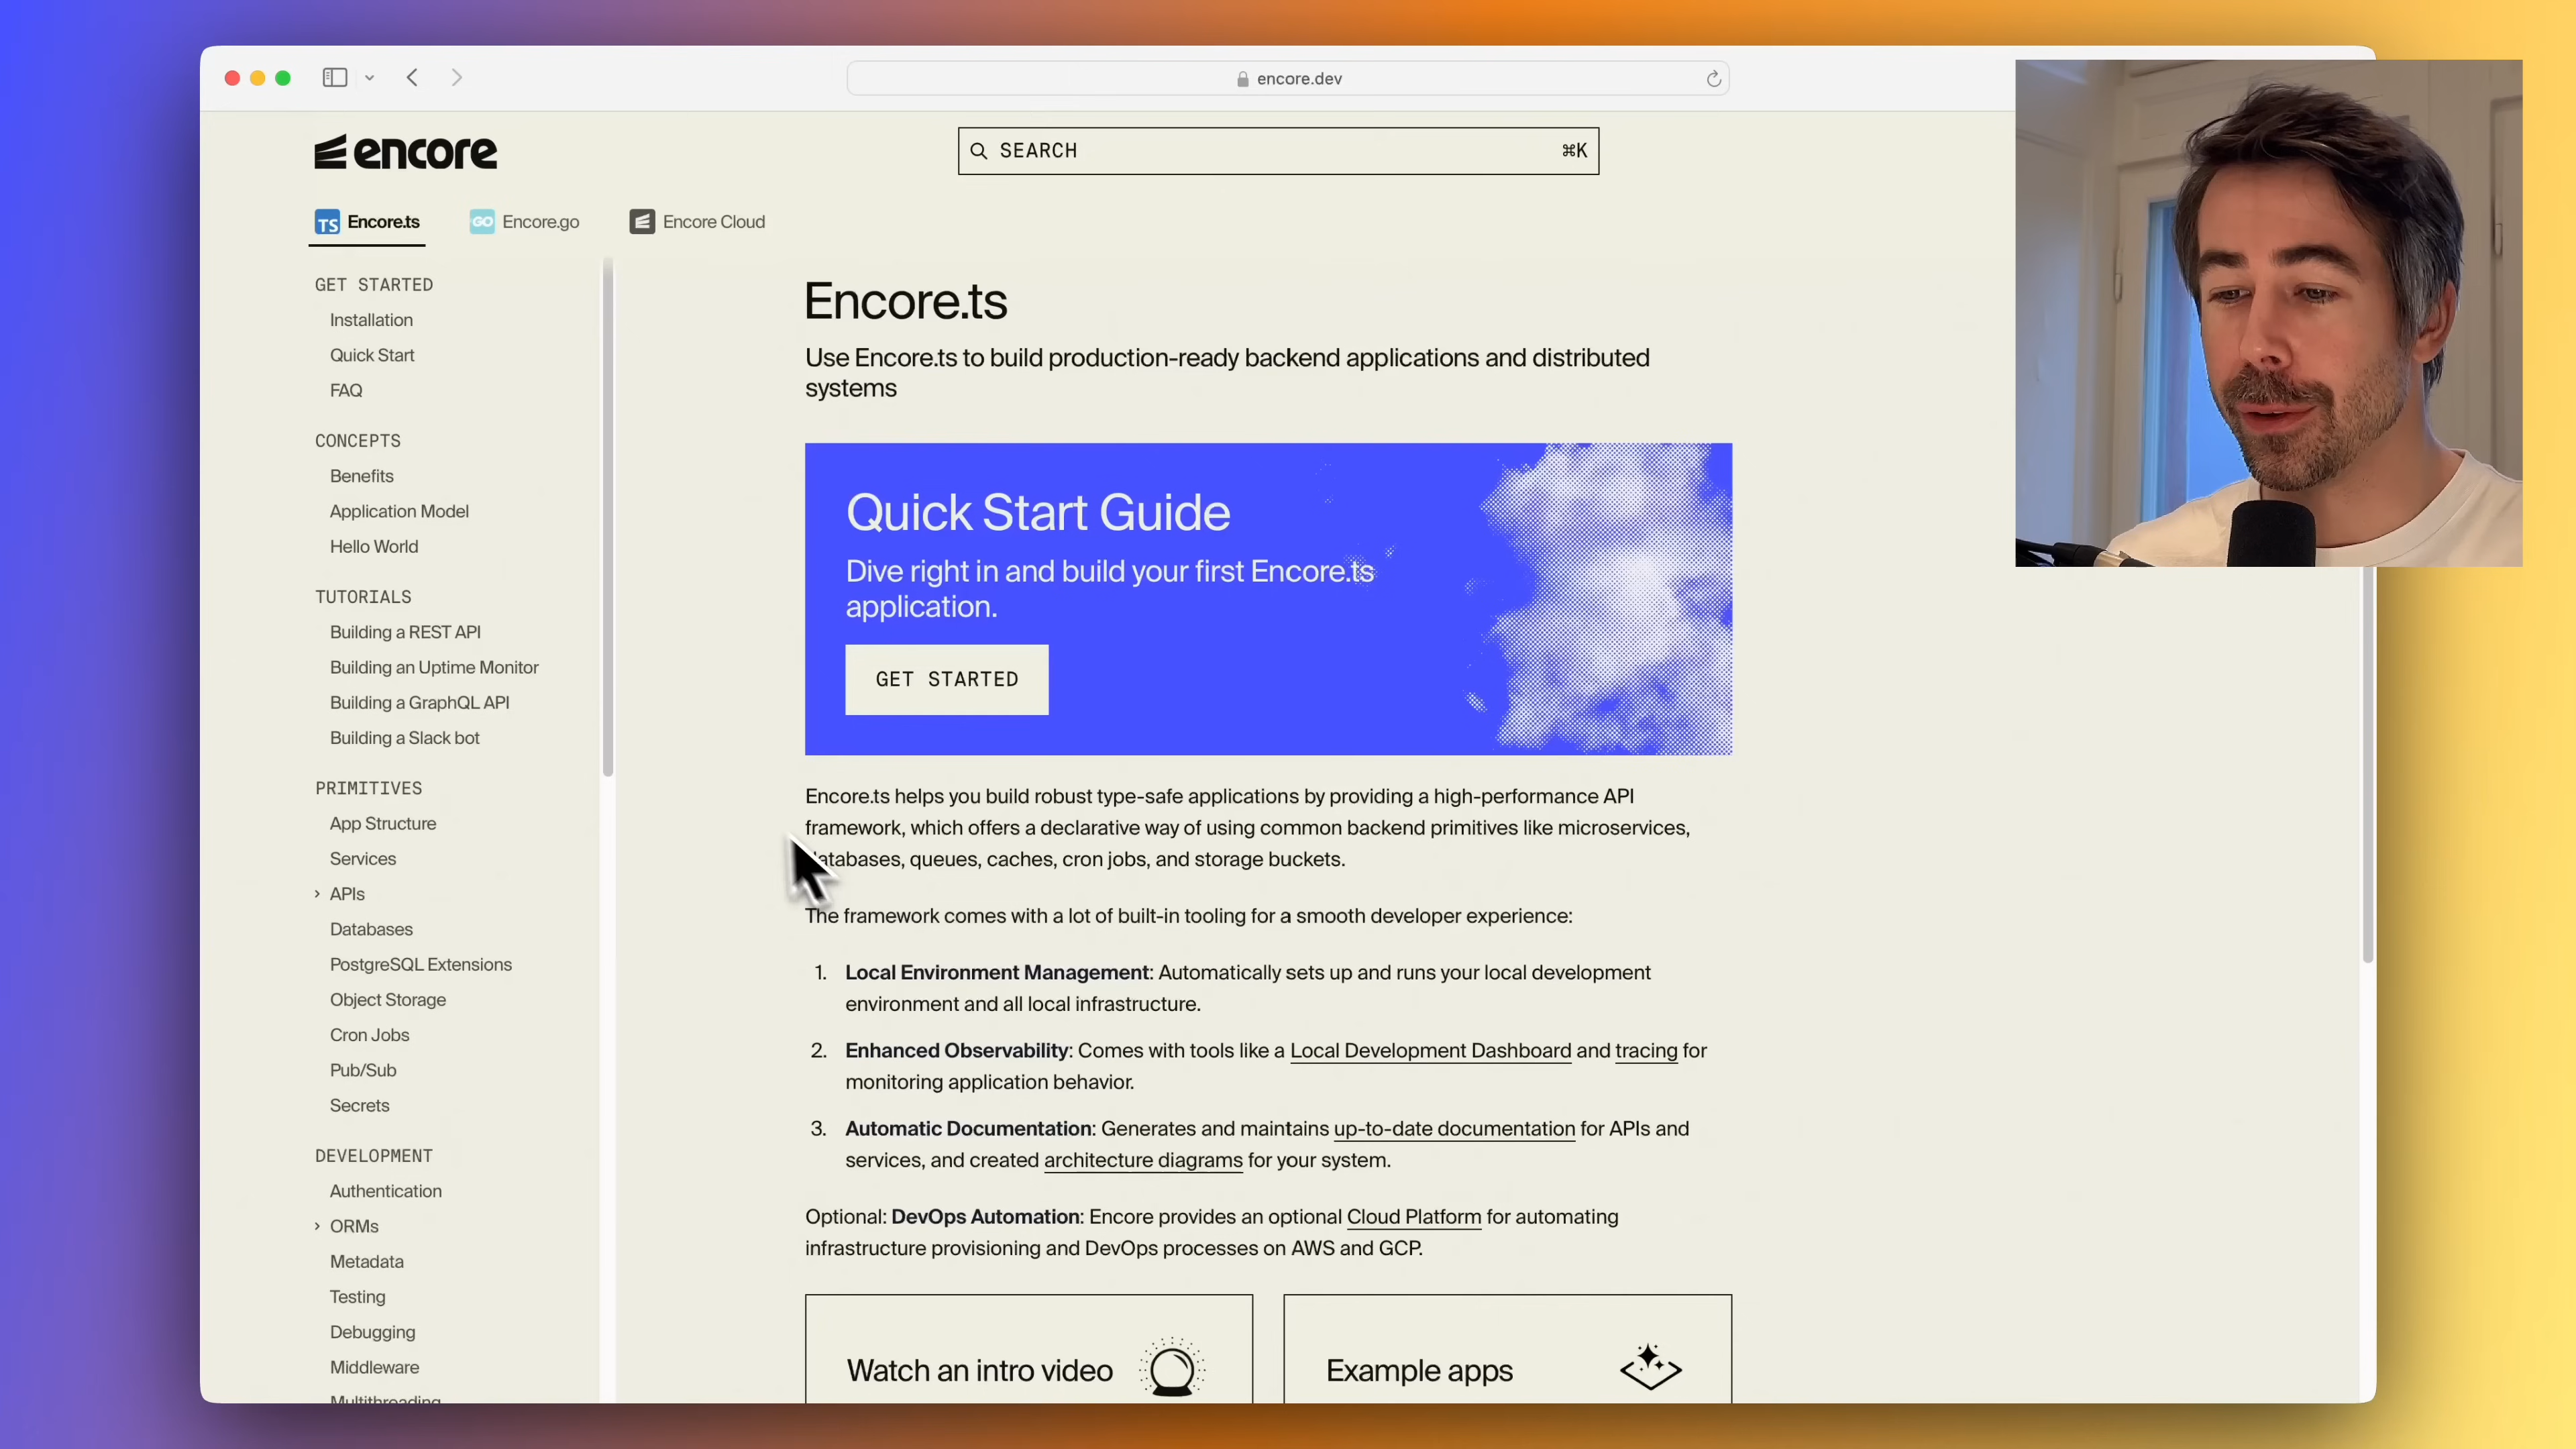 encore.dev
encore
SEARCH
⌘K
TS Encore.ts
GO Encore.go
Encore Cloud
GET STARTED
Installation
Quick Start
FAQ
CONCEPTS
Benefits
Application Model
Hello World
TUTORIALS
Building a REST API
Building an Uptime Monitor
Building a GraphQL API
Building a Slack bot
PRIMITIVES
App Structure
Services
APIs
Databases
PostgreSQL Extensions
Object Storage
Cron Jobs
Pub/Sub
Secrets
DEVELOPMENT
Authentication
ORMs
Metadata
Testing
Debugging
Middleware
Multithreading
Encore.ts
Use Encore.ts to build production-ready backend applications and distributed
systems
Quick Start Guide
Dive right in and build your first Encore.ts
application.
GET STARTED
Encore.ts helps you build robust type-safe applications by providing a high-performance API
framework, which offers a declarative way of using common backend primitives like microservices,
databases, queues, caches, cron jobs, and storage buckets.
The framework comes with a lot of built-in tooling for a smooth developer experience:
1. Local Environment Management: Automatically sets up and runs your local development
environment and all local infrastructure.
2. Enhanced Observability: Comes with tools like a Local Development Dashboard and tracing for
monitoring application behavior.
3. Automatic Documentation: Generates and maintains up-to-date documentation for APIs and
services, and created architecture diagrams for your system.
Optional: DevOps Automation: Encore provides an optional Cloud Platform for automating
infrastructure provisioning and DevOps processes on AWS and GCP.
Watch an intro video
Example apps